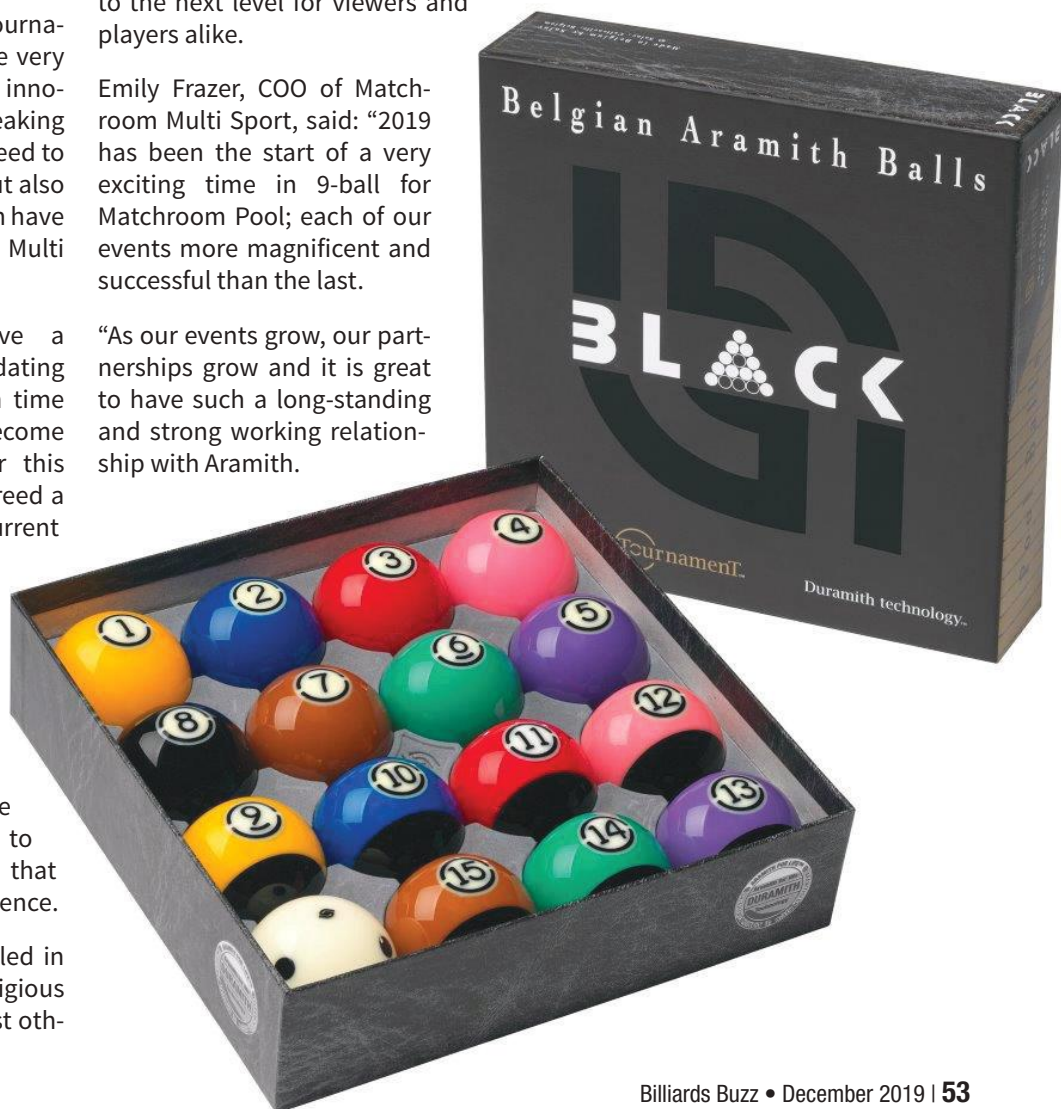 ourna-
e very
inno-
eaking
eed to
ut also
n have
Multi
ve a
dating
n time
ecome
r this
reed a
urrent
e
to
that
ence.
led in
igious
st oth-
to the next level for viewers and
players alike.
Emily Frazer, COO of Match-
room Multi Sport, said: “2019
has been the start of a very
exciting time in 9-ball for
Matchroom Pool; each of our
events more magnificent and
successful than the last.
“As our events grow, our part-
nerships grow and it is great
to have such a long-standing
and strong working relation-
ship with Aramith.
BLACK
Belgian Aramith Balls
BLACK
Tournament™
Duramith technology™
4
3
2
5
1
6
7
12
8
11
10
13
9
14
15
DURAMITH
Billiards Buzz • December 2019 | 53